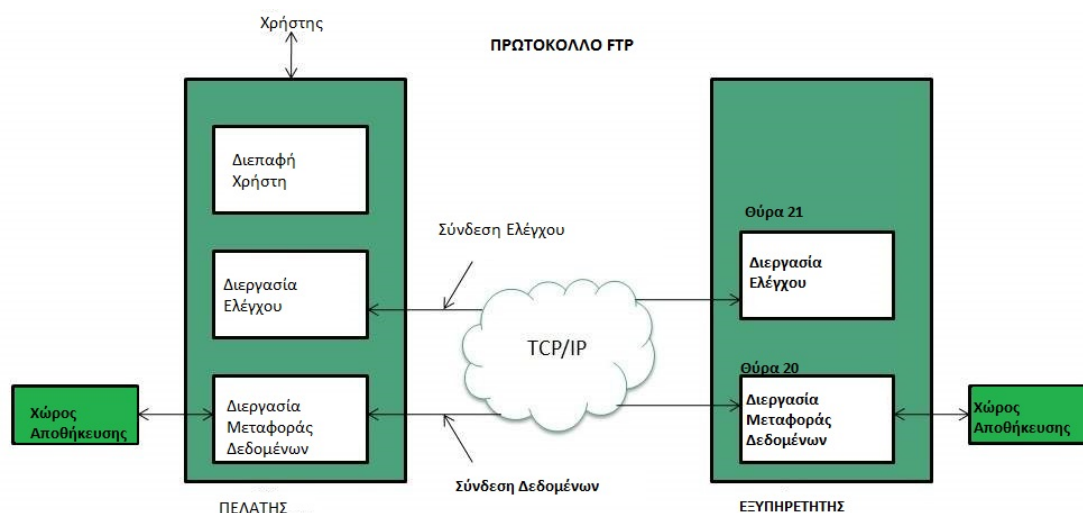 Χρήστης
ΠΡΩΤΟΚΟΛΛΟ FTP
Διεπαφή
Χρήστη
Σύνδεση Ελέγχου
Θύρα 21
Διεργασία
Ελέγχου
Διεργασία
Ελέγχου
TCP/IP
Θύρα 20
Χώρος
Αποθήκευσης
Διεργασία
Μεταφοράς
Δεδομένων
Διεργασία
Μεταφοράς
Δεδομένων
Χώρος
Αποθήκευσης
Σύνδεση Δεδομένων
ΠΕΛΑΤΗΣ
ΕΞΥΠΗΡΕΤΗΤΗΣ